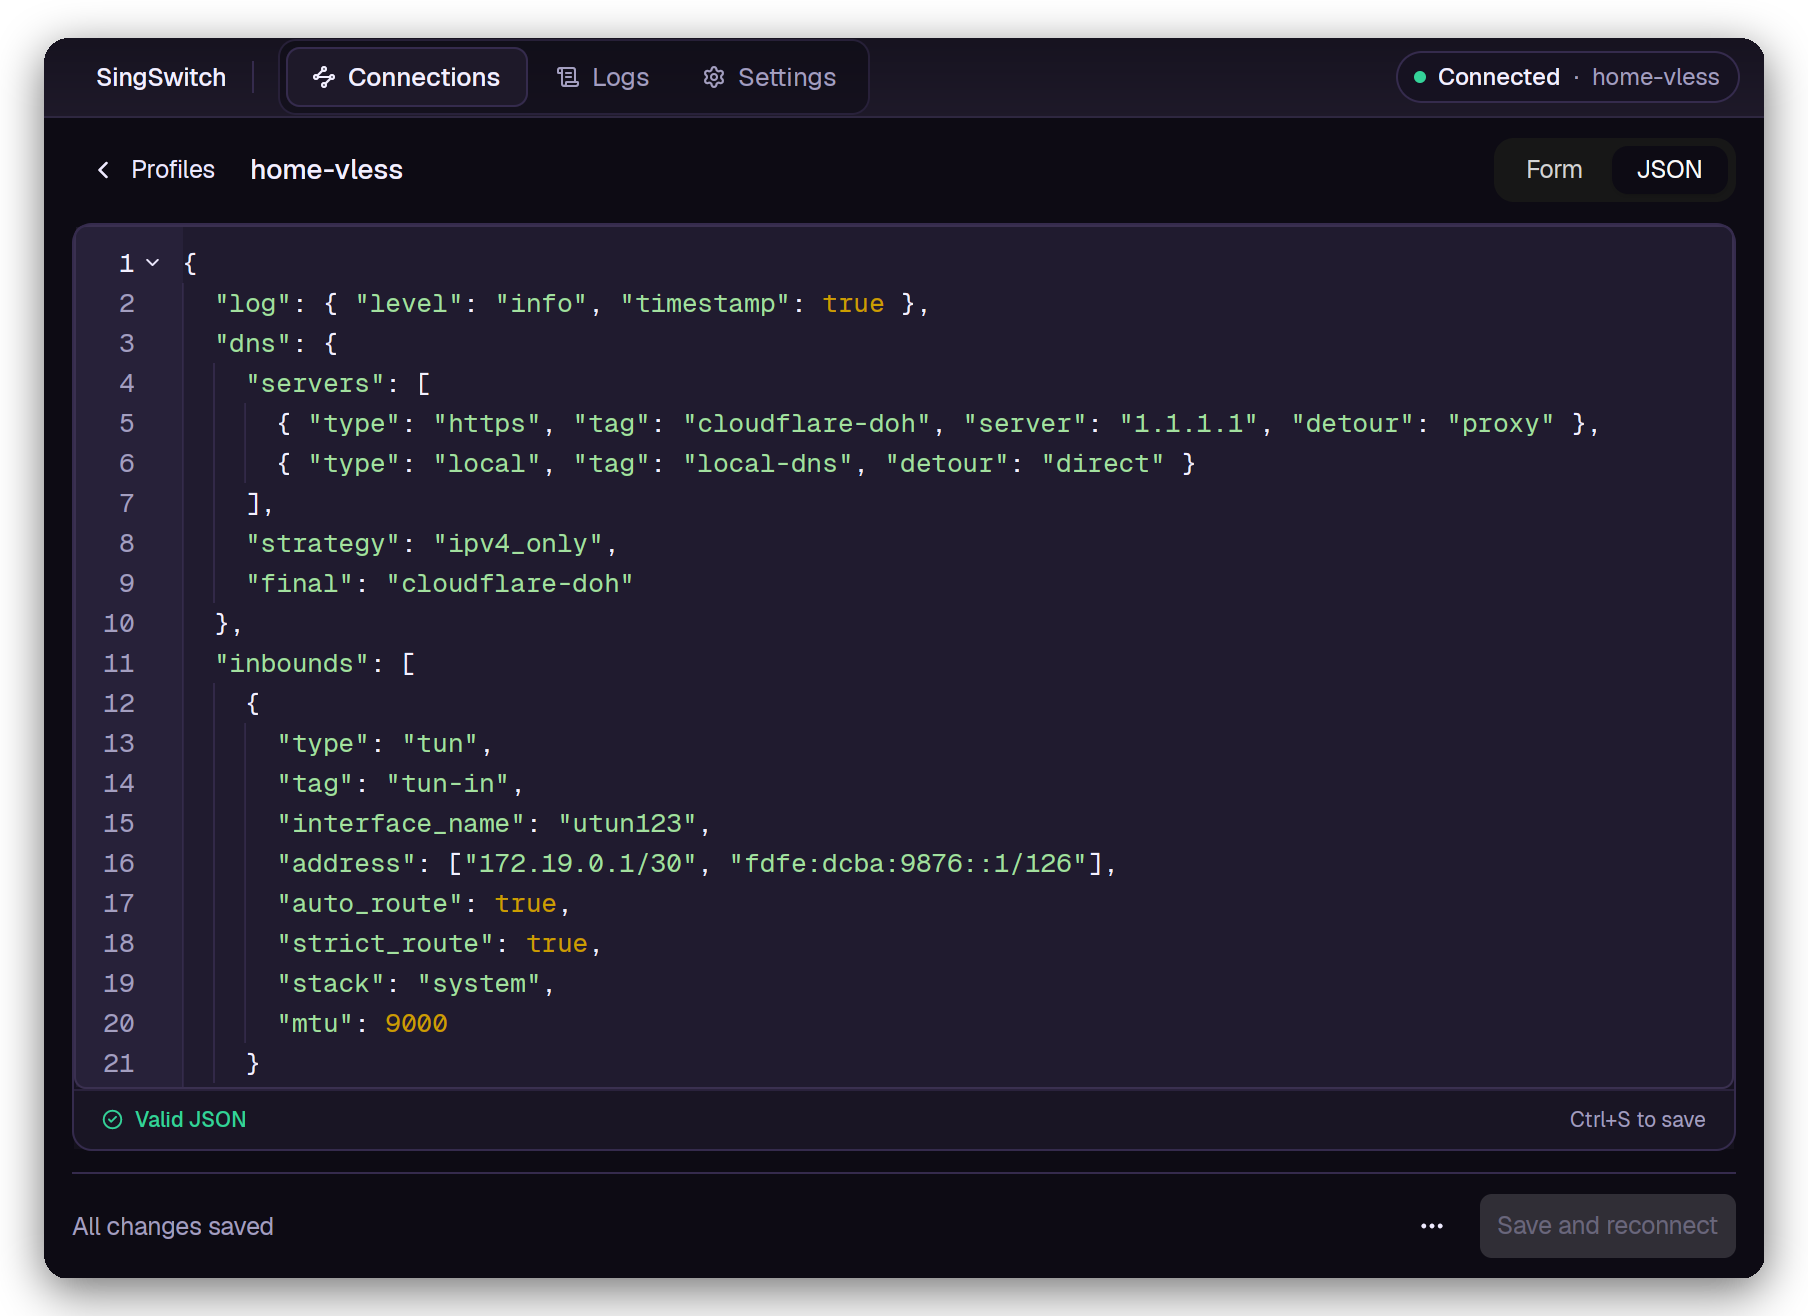 SingSwitch
Connections
Logs
Settings
Connected · home-vless
Profiles
home-vless
Form
JSON
1 {
2 "log": { "level": "info", "timestamp": true },
3 "dns": {
4 "servers": [
5 { "type": "https", "tag": "cloudflare-doh", "server": "1.1.1.1", "detour": "proxy" },
6 { "type": "local", "tag": "local-dns", "detour": "direct" }
7 ],
8 "strategy": "ipv4_only",
9 "final": "cloudflare-doh"
10 },
11 "inbounds": [
12 {
13 "type": "tun",
14 "tag": "tun-in",
15 "interface_name": "utun123",
16 "address": ["172.19.0.1/30", "fdfe:dcba:9876::1/126"],
17 "auto_route": true,
18 "strict_route": true,
19 "stack": "system",
20 "mtu": 9000
21 }
Valid JSON
Ctrl+S to save
All changes saved
Save and reconnect